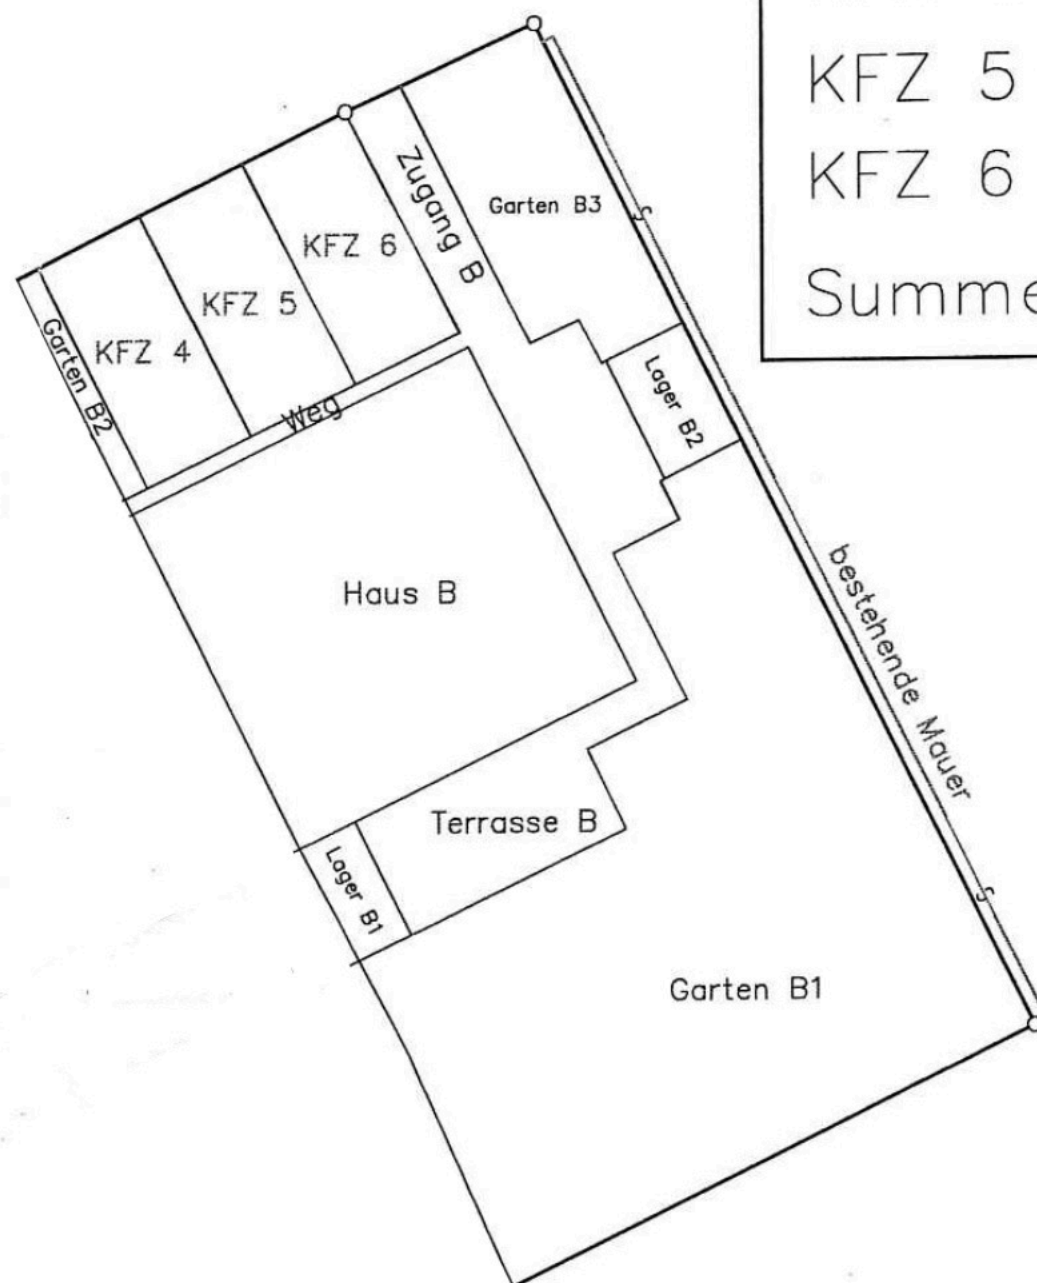 KFZ 5
KFZ 6
Summe
Zugang B
Garten B3
KFZ 6
KFZ 5
KFZ 4
Garten B2
Weg
Lager B2
Haus B
bestehende Mauer
Terrasse B
Lager B1
Garten B1